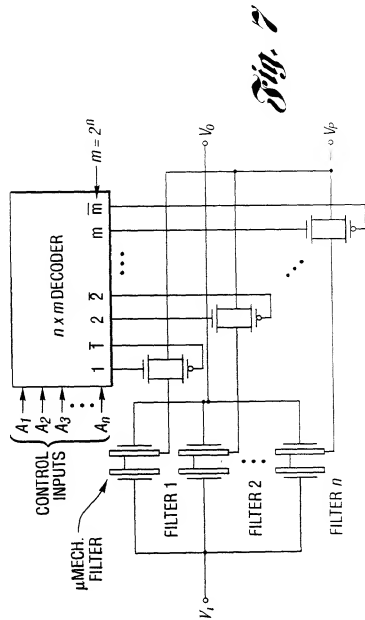 CONTROL
INPUTS
A1
A2
A3
An
n x m DECODER
m = 2^n
1 1̅ 2 2̅ m m̅
μMECH.
FILTER
FILTER 1
FILTER 2
FILTER n
Vi
VO
VP
Fig. 7